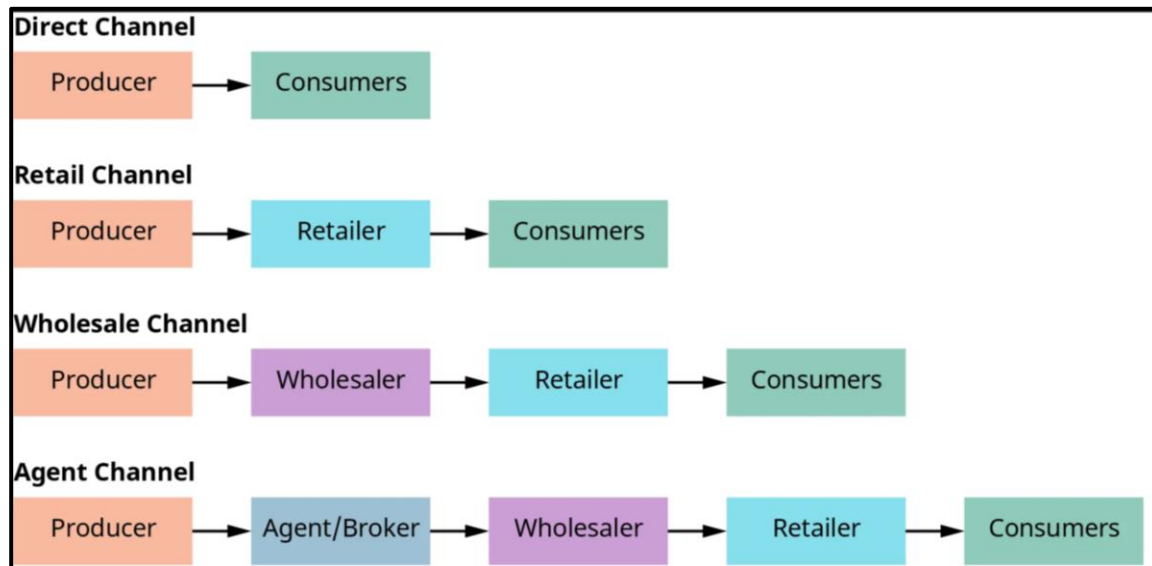 Direct Channel
Producer Consumers
Retail Channel
Producer Retailer Consumers
Wholesale Channel
Producer Wholesaler Retailer Consumers
Agent Channel
Producer Agent/Broker Wholesaler Retailer Consumers